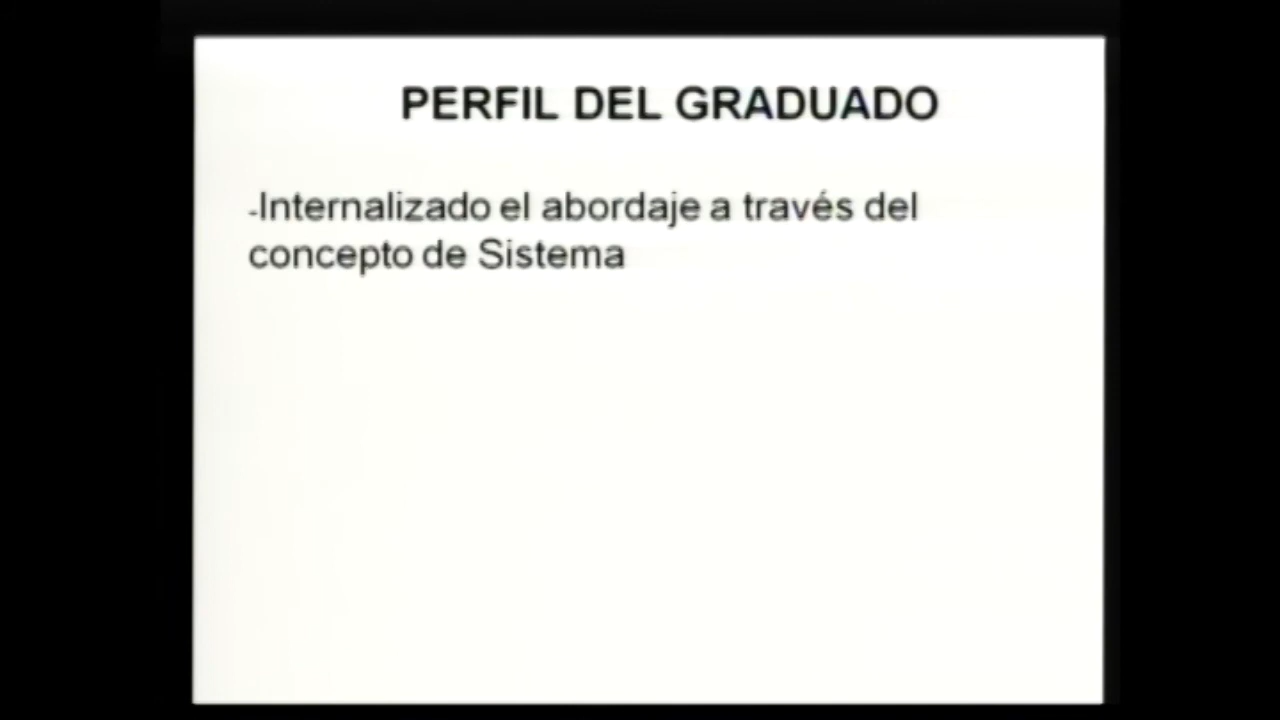 PERFIL DEL GRADUADO
-Internalizado el abordaje a través del
concepto de Sistema